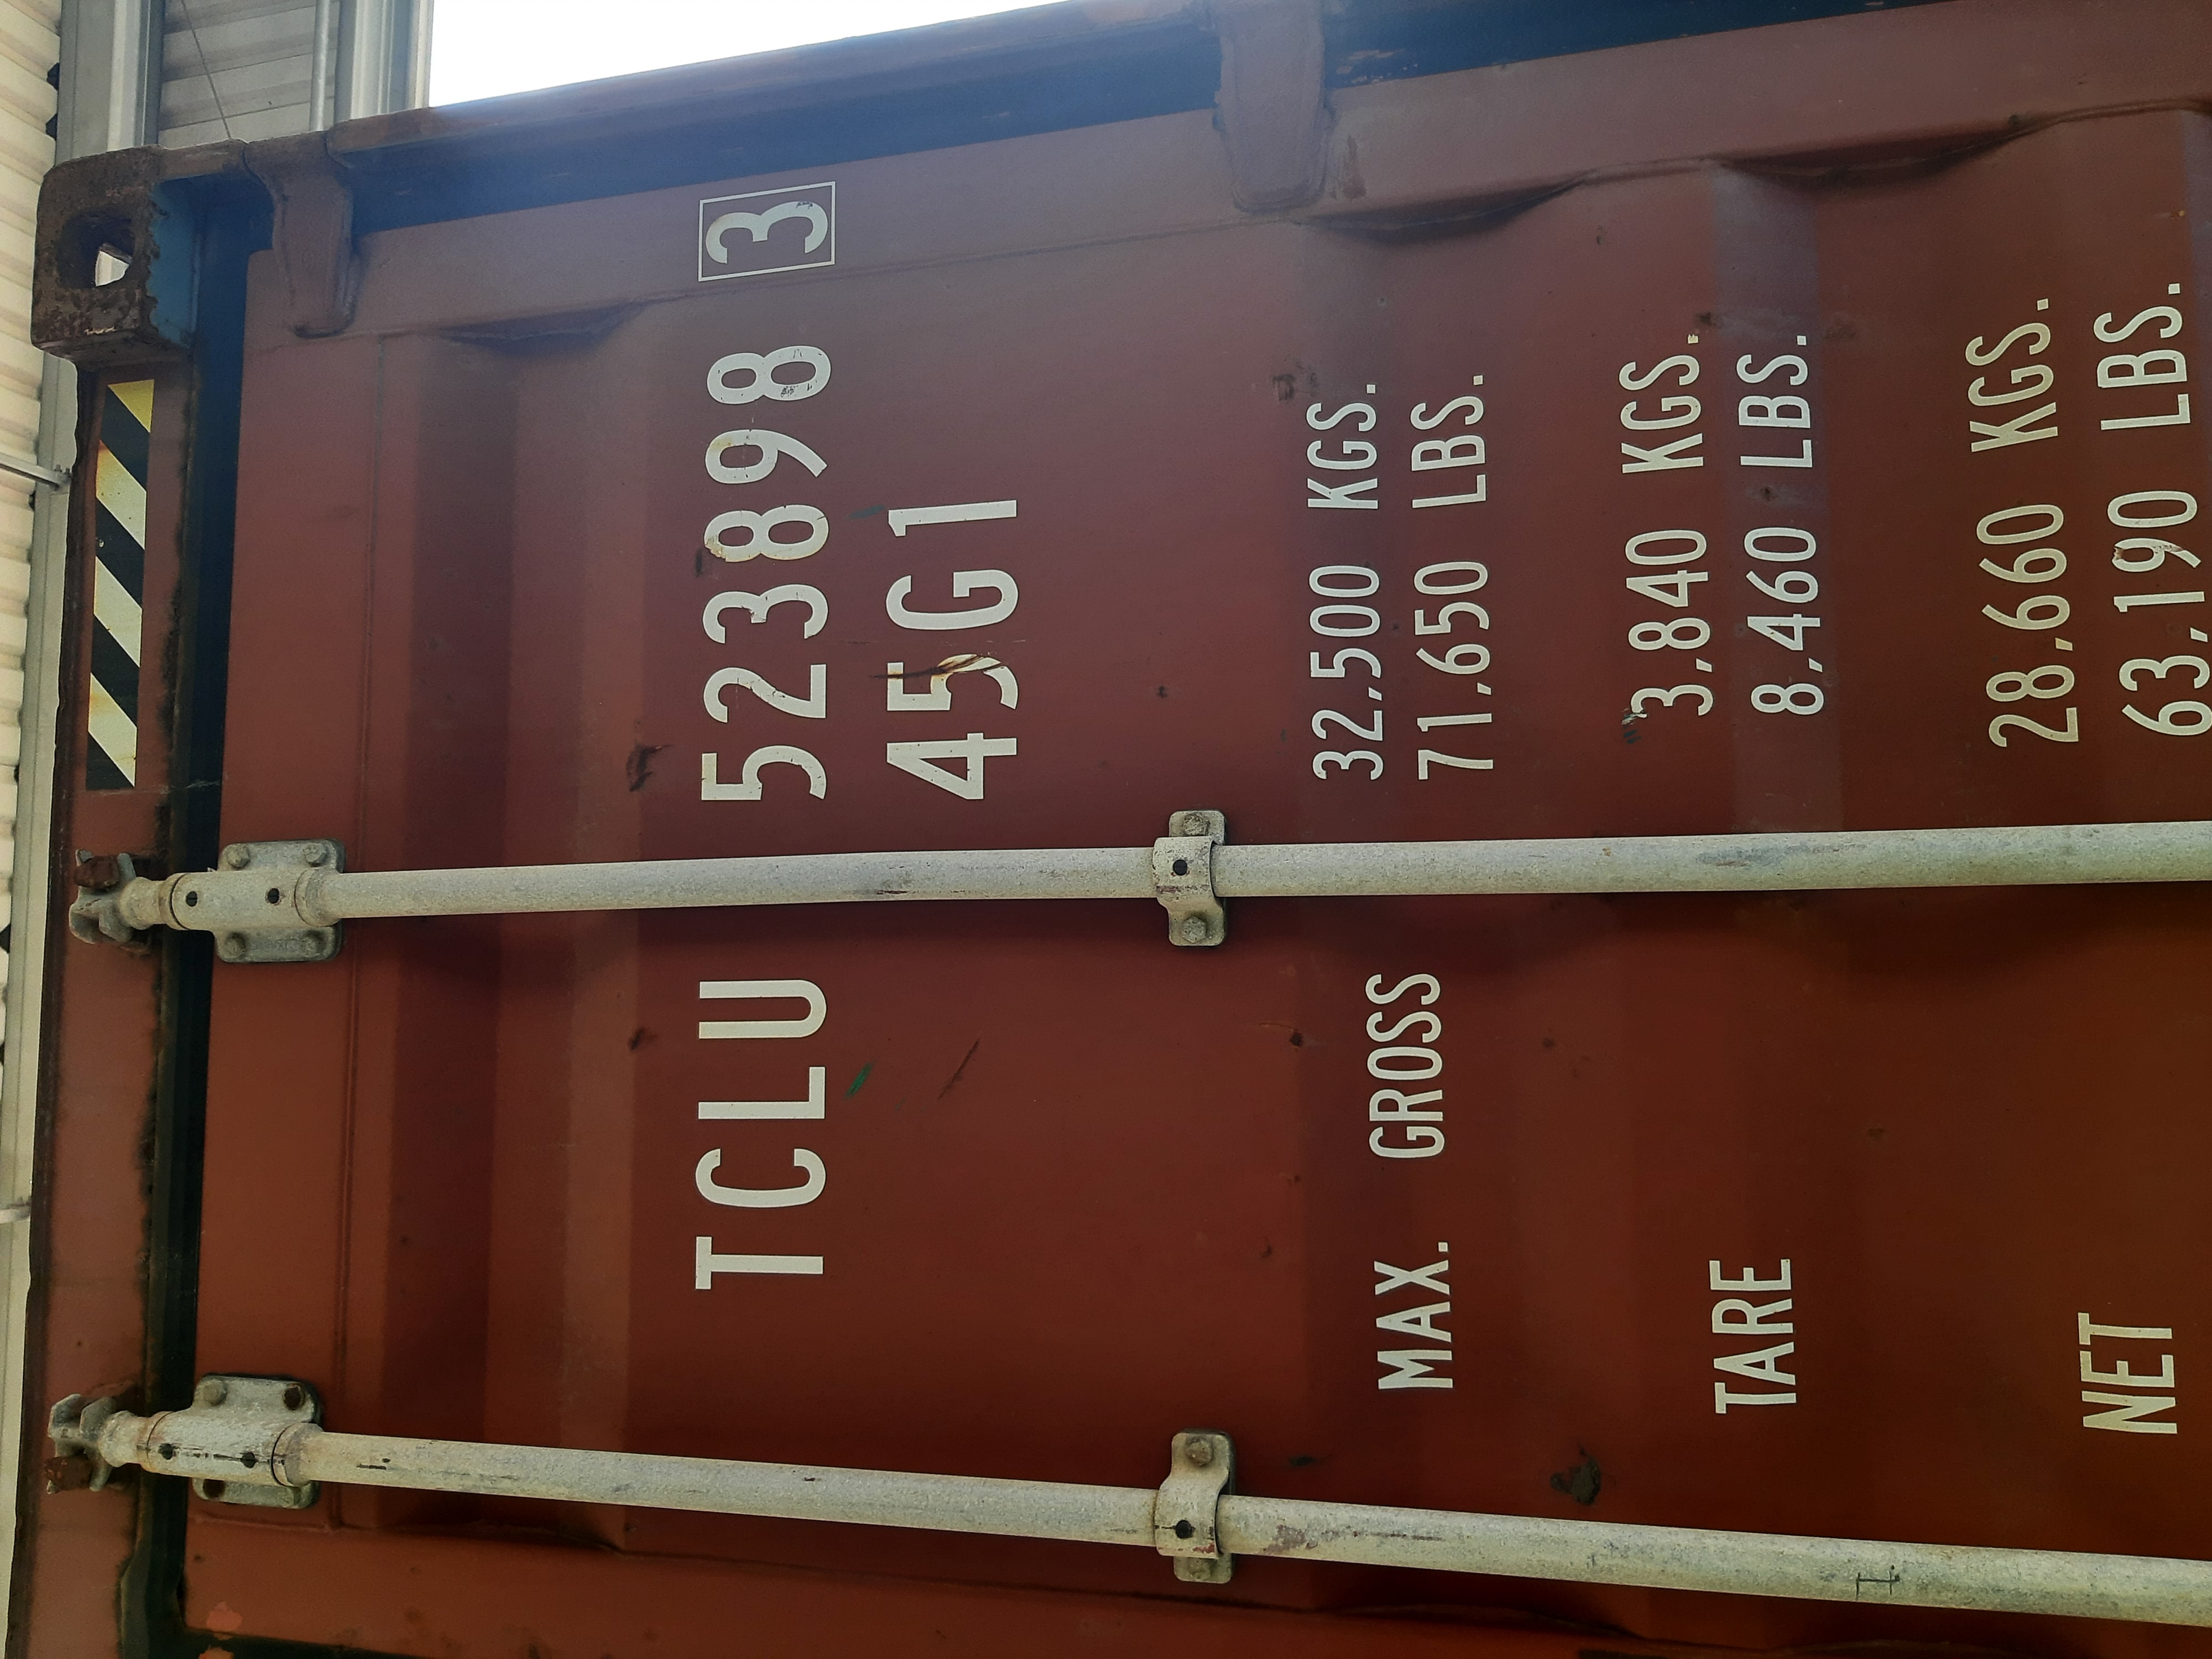 TCLU 523898 3
45G1
MAX. GROSS 32,500 KGS.
71,650 LBS.
TARE 3,840 KGS.
8,460 LBS.
NET 28,660 KGS.
63,190 LBS.